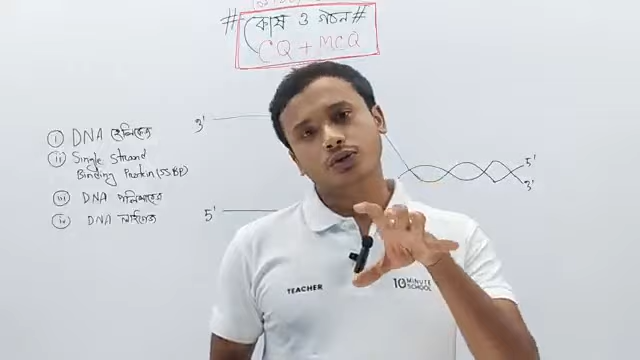 # কোষ ও গঠন #
CQ + MCQ
3'
i DNA হেলিকেজ
ii Single Strand
Binding Protein (SSBP)
iii DNA পলিমারেজ
iv DNA লাইগেজ
5'
3'
5'
TEACHER
10 MINUTE
SCHOOL